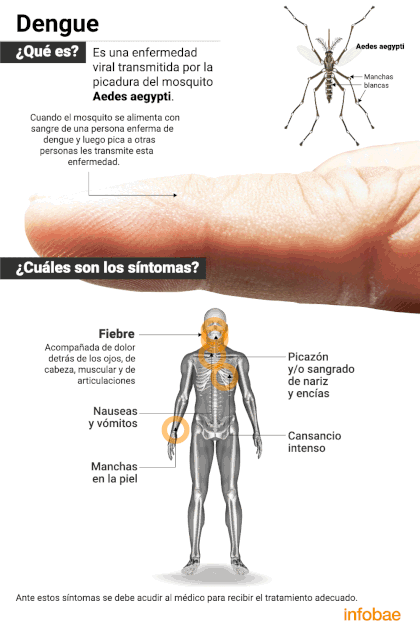 Dengue
¿Qué es?
Es una enfermedad
viral transmitida por la
picadura del mosquito
Aedes aegypti.
Aedes aegypti
Manchas
blancas
Cuando el mosquito se alimenta con
sangre de una persona enferma de
dengue y luego pica a otras
personas les transmite esta
enfermedad.
¿Cuáles son los síntomas?
Fiebre
Acompañada de dolor
detrás de los ojos, de
cabeza, muscular y de
articulaciones
Picazón
y/o sangrado
de nariz
y encías
Nauseas
y vómitos
Cansancio
intenso
Manchas
en la piel
Ante estos síntomas se debe acudir al médico para recibir el tratamiento adecuado.
infobae